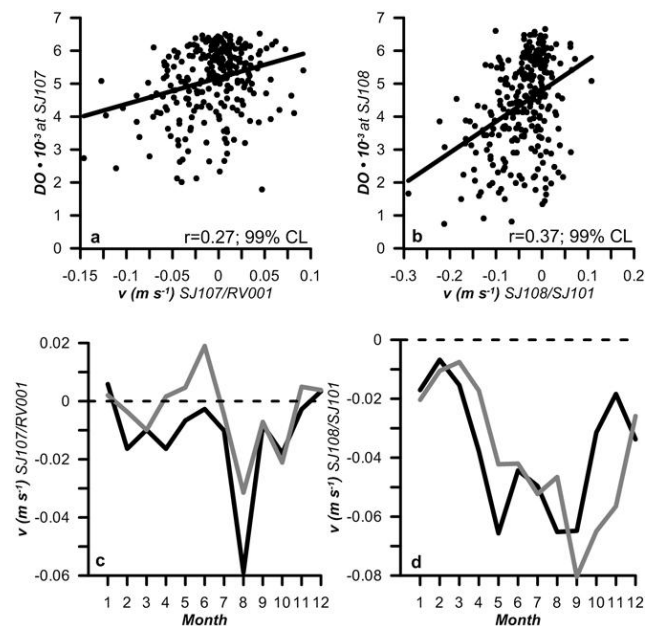 7
6
5
4
3
2
1
0
DO • 10⁻³ at SJ107
a
r=0.27; 99% CL
-0.15 -0.1 -0.05 0 0.05 0.1
v (m s⁻¹) SJ107/RV001
7
6
5
4
3
2
1
0
DO • 10⁻³ at SJ108
b
r=0.37; 99% CL
-0.3 -0.2 -0.1 0 0.1 0.2
v (m s⁻¹) SJ108/SJ101
0.02
0
-0.02
-0.04
-0.06
v (m s⁻¹) SJ107/RV001
c
1 2 3 4 5 6 7 8 9 10 11 12
Month
0
-0.02
-0.04
-0.06
-0.08
v (m s⁻¹) SJ108/SJ101
d
1 2 3 4 5 6 7 8 9 10 11 12
Month